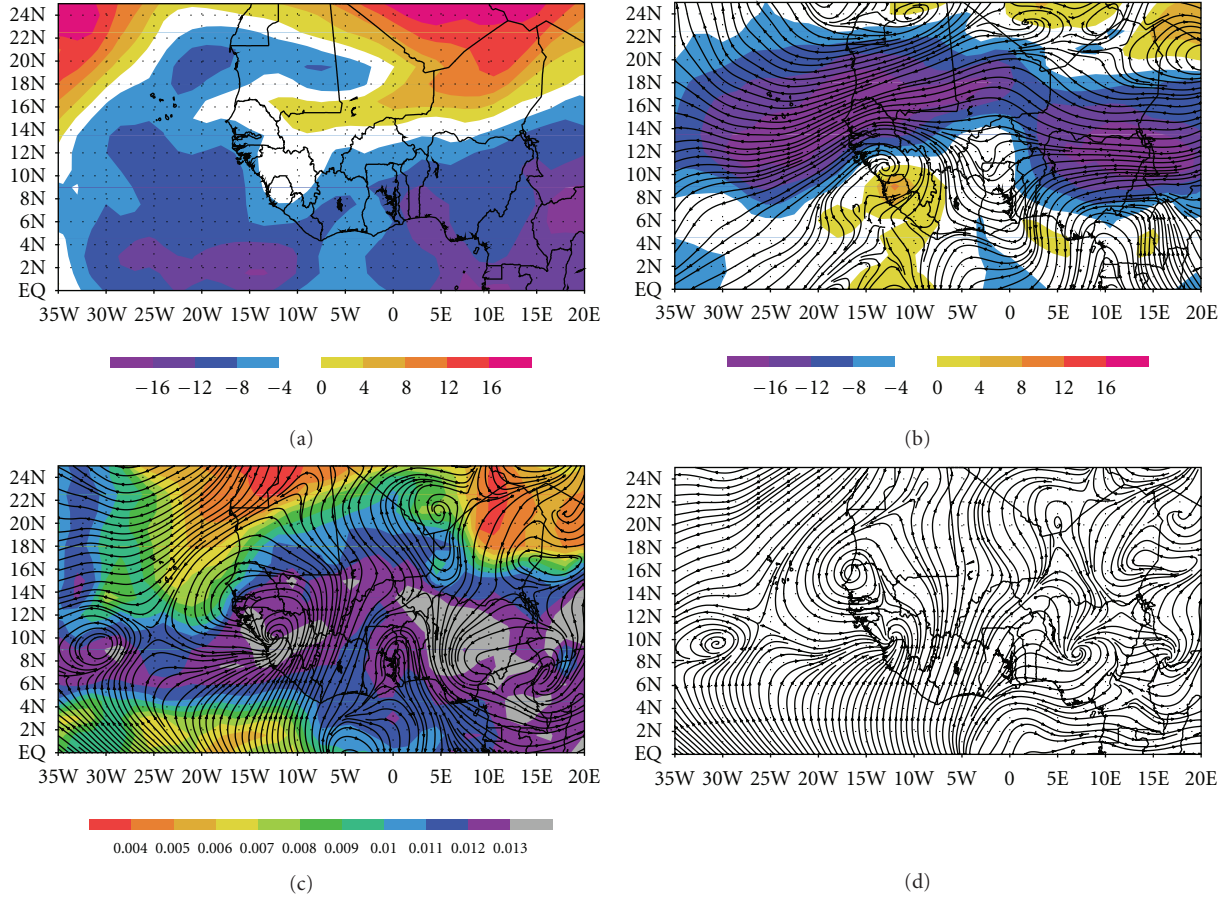 24N
22N
20N
18N
16N
14N
12N
10N
8N
6N
4N
2N
EQ
35W 30W 25W 20W 15W 10W 5W 0 5E 10E 15E 20E
−16 −12 −8 −4 0 4 8 12 16
(a)
24N
22N
20N
18N
16N
14N
12N
10N
8N
6N
4N
2N
EQ
35W 30W 25W 20W 15W 10W 5W 0 5E 10E 15E 20E
−16 −12 −8 −4 0 4 8 12 16
(b)
24N
22N
20N
18N
16N
14N
12N
10N
8N
6N
4N
2N
EQ
35W 30W 25W 20W 15W 10W 5W 0 5E 10E 15E 20E
0.004 0.005 0.006 0.007 0.008 0.009 0.01 0.011 0.012 0.013
(c)
24N
22N
20N
18N
16N
14N
12N
10N
8N
6N
4N
2N
EQ
35W 30W 25W 20W 15W 10W 5W 0 5E 10E 15E 20E
(d)